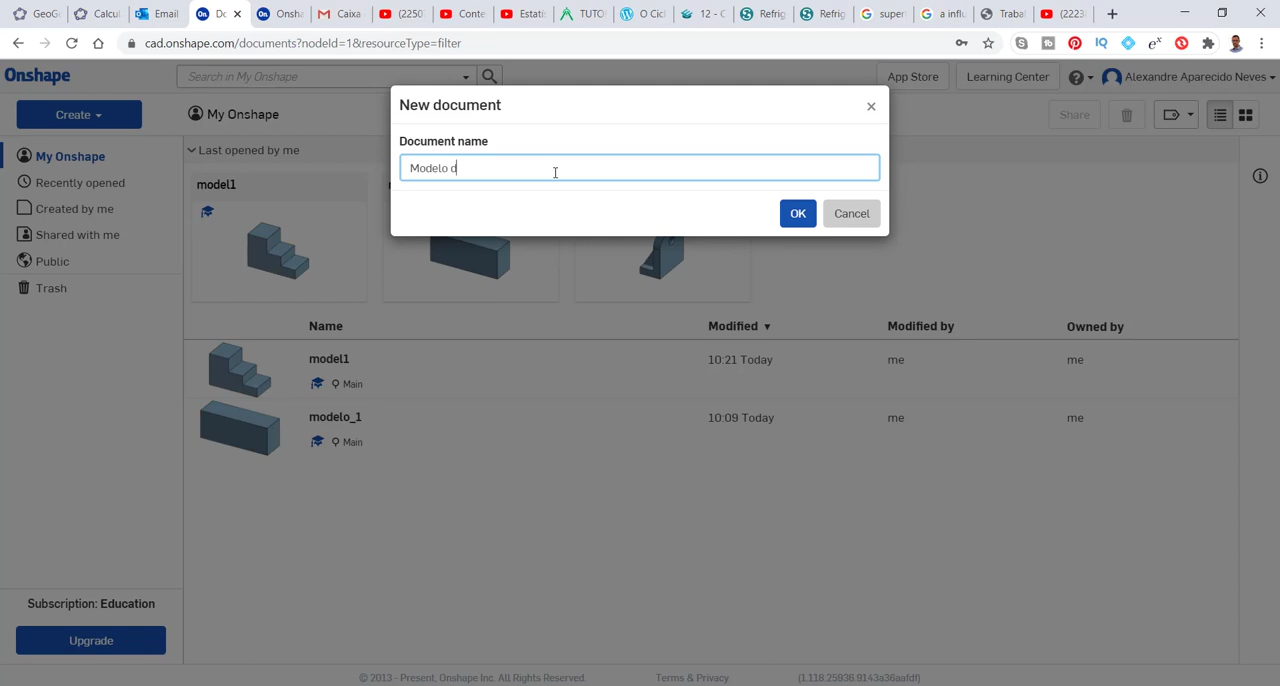 GeoG
Calcul
Email
Do
Onsha
Caixa
(2250
Conte
Estatis
TUTO
O Cicl
12 - C
Refrig
Refrig
super
a influ
Trabal
(2223
cad.onshape.com/documents?nodeId=1&resourceType=filter
Onshape
Search in My Onshape
App Store
Learning Center
Alexandre Aparecido Neves
Create
My Onshape
Share
New document
Document name
Modelo d
OK
Cancel
My Onshape
Recently opened
Created by me
Shared with me
Public
Trash
Last opened by me
model1
Name
Modified ▼
Modified by
Owned by
model1
10:21 Today
me
me
Main
modelo_1
10:09 Today
me
me
Main
Subscription: Education
Upgrade
© 2013 - Present, Onshape Inc. All Rights Reserved.
Terms & Privacy
(1.118.25936.9143a36aafdf)